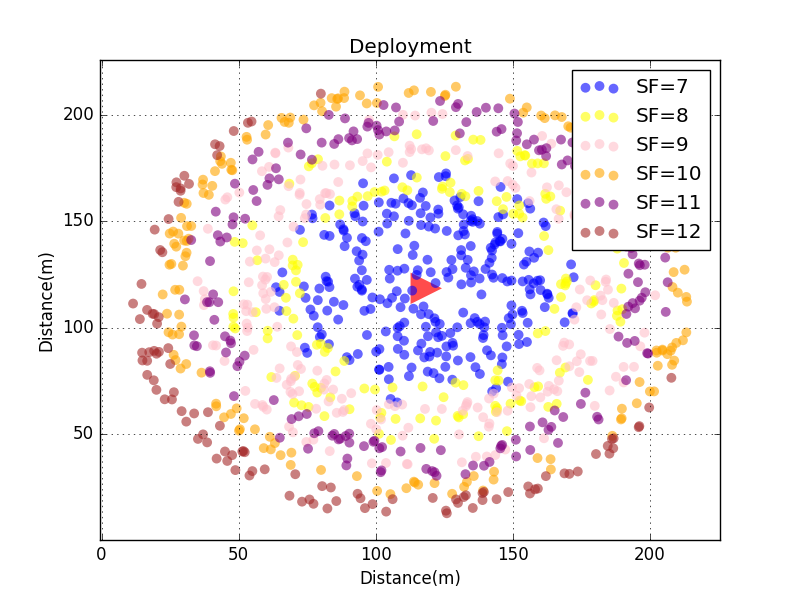 Deployment
SF=7
SF=8
SF=9
SF=10
SF=11
SF=12
200
150
100
50
Distance(m)
0 50 100 150 200
Distance(m)